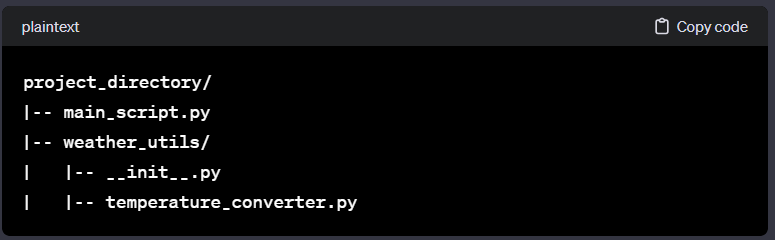 plaintext
Copy code
project_directory/
|-- main_script.py
|-- weather_utils/
|   |-- __init__.py
|   |-- temperature_converter.py